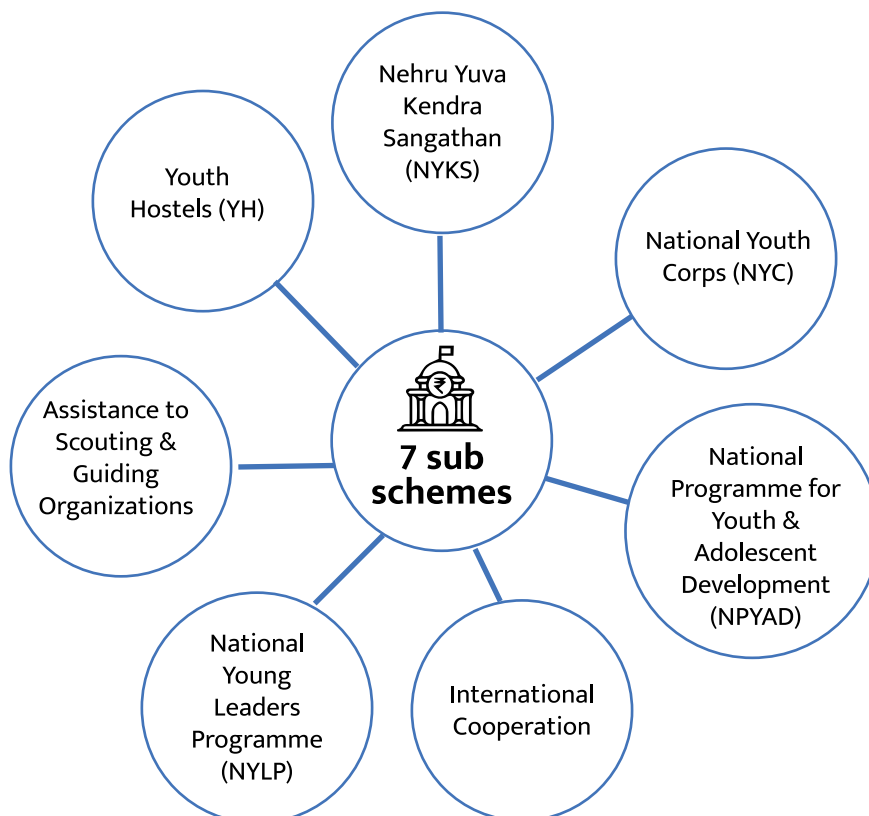 Nehru Yuva
Kendra
Sangathan
(NYKS)
National Youth
Corps (NYC)
National
Programme for
Youth &
Adolescent
Development
(NPYAD)
International
Cooperation
National
Young
Leaders
Programme
(NYLP)
Assistance to
Scouting &
Guiding
Organizations
Youth
Hostels (YH)
₹
7 sub
schemes